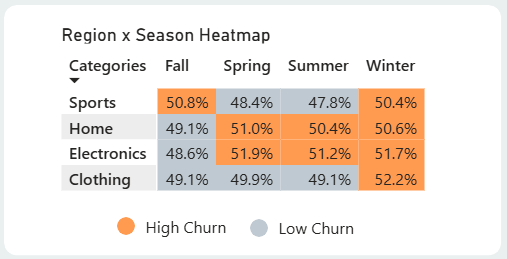 Region x Season Heatmap
Categories Fall Spring Summer Winter
Sports 50.8% 48.4% 47.8% 50.4%
Home 49.1% 51.0% 50.4% 50.6%
Electronics 48.6% 51.9% 51.2% 51.7%
Clothing 49.1% 49.9% 49.1% 52.2%
High Churn Low Churn